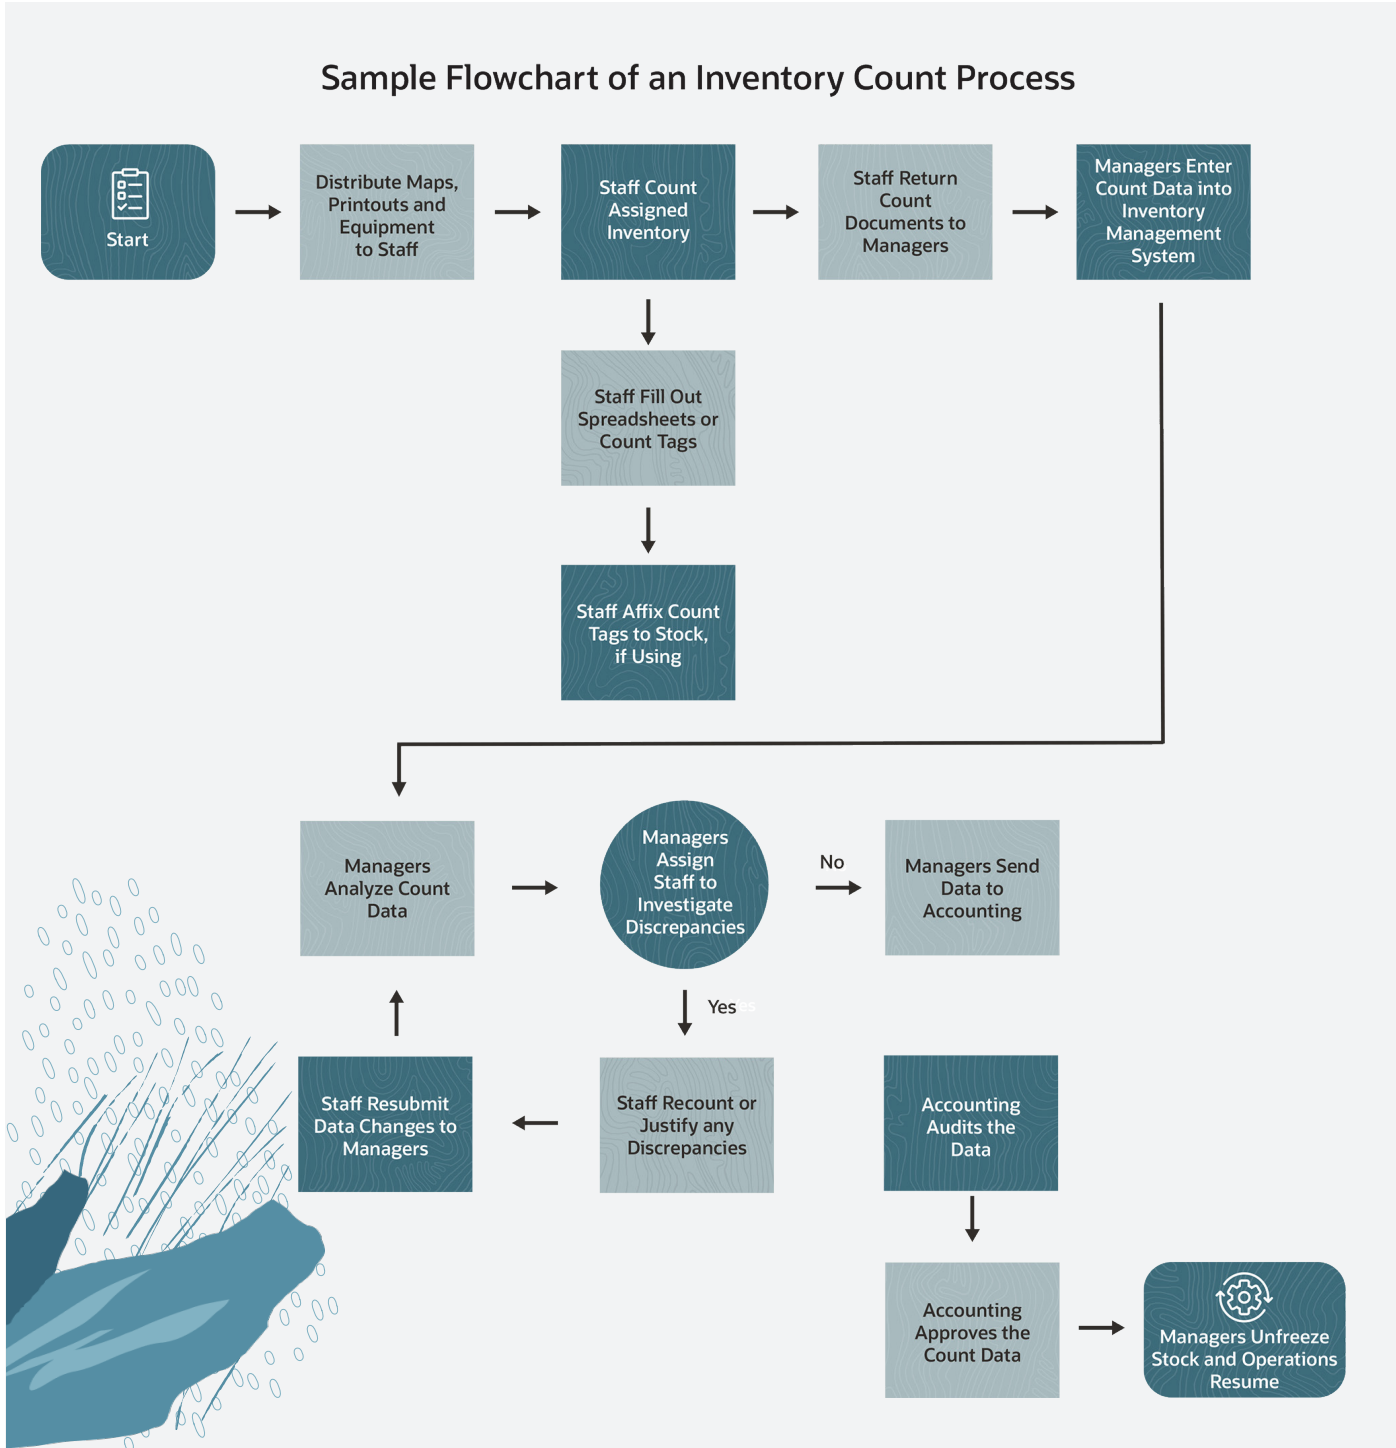 Sample Flowchart of an Inventory Count Process
Start
Distribute Maps,
Printouts and
Equipment
to Staff
Staff Count
Assigned
Inventory
Staff Return
Count
Documents to
Managers
Managers Enter
Count Data into
Inventory
Management
System
Staff Fill Out
Spreadsheets or
Count Tags
Staff Affix Count
Tags to Stock,
if Using
Managers
Analyze Count
Data
Managers
Assign
Staff to
Investigate
Discrepancies
No
Managers Send
Data to
Accounting
Yes
Staff Resubmit
Data Changes to
Managers
Staff Recount or
Justify any
Discrepancies
Accounting
Audits the
Data
Accounting
Approves the
Count Data
Managers Unfreeze
Stock and Operations
Resume